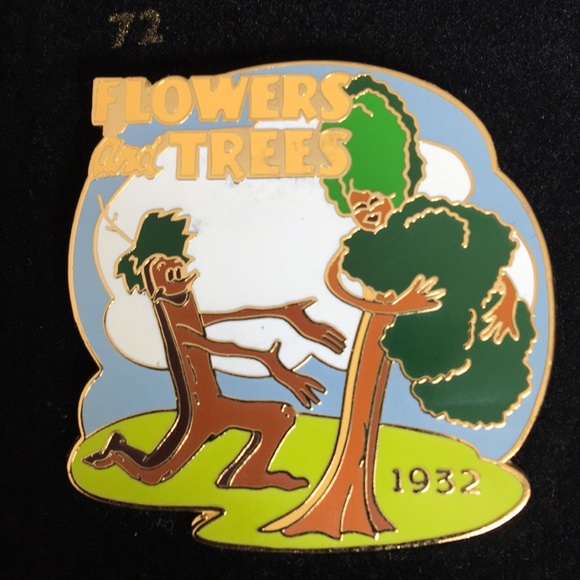 72
FLOWERS
and TREES
1932